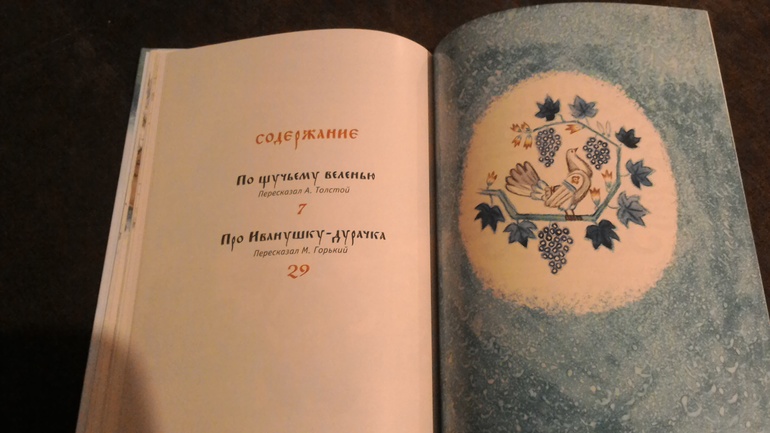 СОДЕРЖАНИЕ
По щучьему веленью
Пересказал А. Толстой
7
Про Иванушку-дурачка
Пересказал М. Горький
29